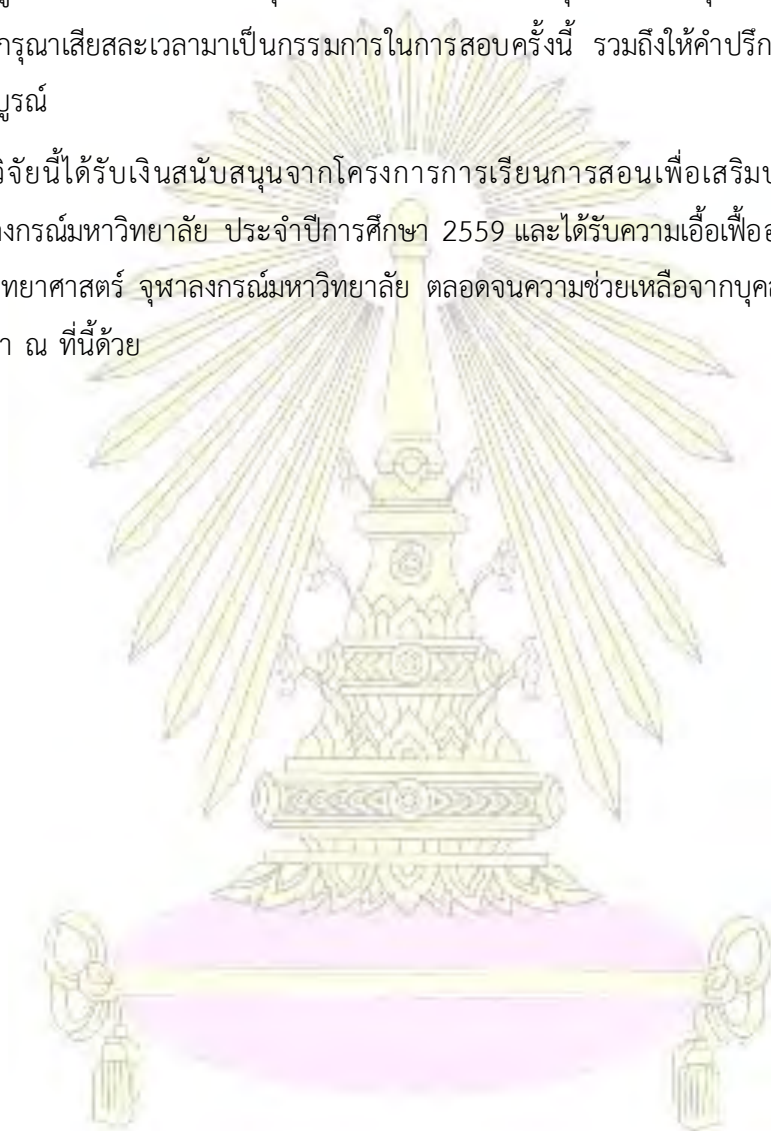 กรุณาเสียสละเวลามาเป็นกรรมการในการสอบครั้งนี้ รวมถึงให้คำปรึก
บูรณ์
วิจัยนี้ได้รับเงินสนับสนุนจากโครงการการเรียนการสอนเพื่อเสริมป
งกรณ์มหาวิทยาลัย ประจำปีการศึกษา 2559 และได้รับความเอื้อเฟื้ออ
ทยาศาสตร์ จุฬาลงกรณ์มหาวิทยาลัย ตลอดจนความช่วยเหลือจากบุคล
า ณ ที่นี้ด้วย